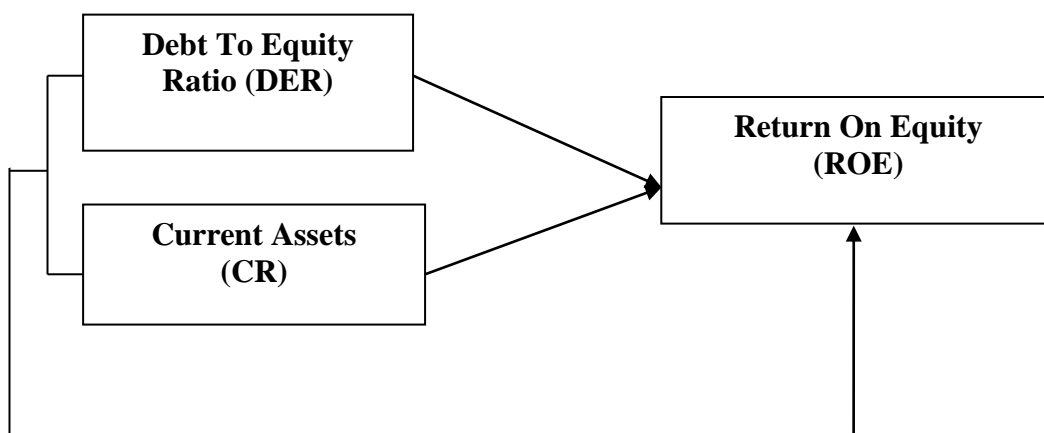 Debt To Equity
Ratio (DER)
Return On Equity
(ROE)
Current Assets
(CR)